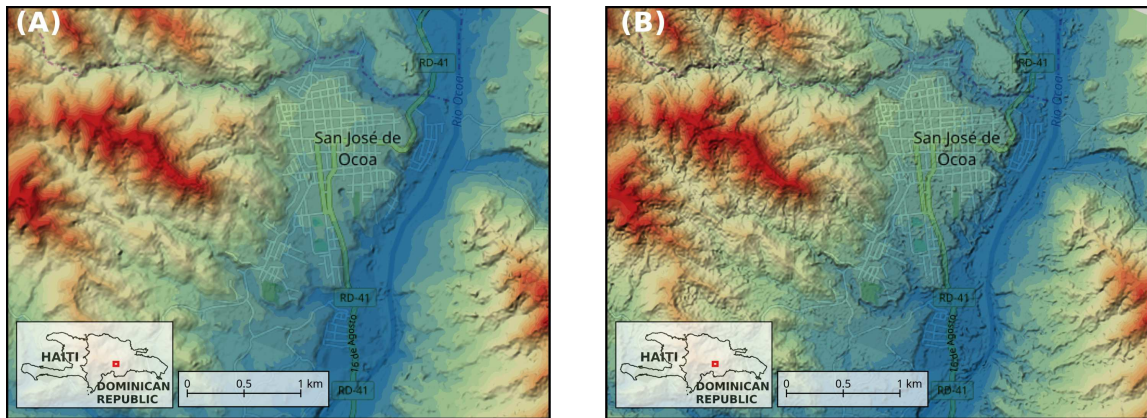 (A)
RD-41
Río Ocoa
San José de
Ocoa
RD-41
16 de Agosto
RD-41
HAITI
DOMINICAN
REPUBLIC
0 0.5 1 km
(B)
RD-41
Río Ocoa
San José de
Ocoa
RD-41
16 de Agosto
RD-41
HAITI
DOMINICAN
REPUBLIC
0 0.5 1 km